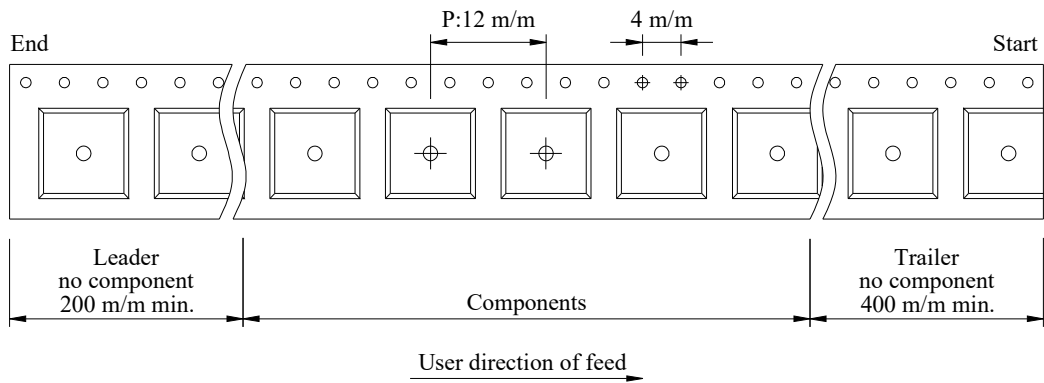 P:12 m/m
4 m/m
End
Start
Leader
no component
200 m/m min.
Components
Trailer
no component
400 m/m min.
User direction of feed